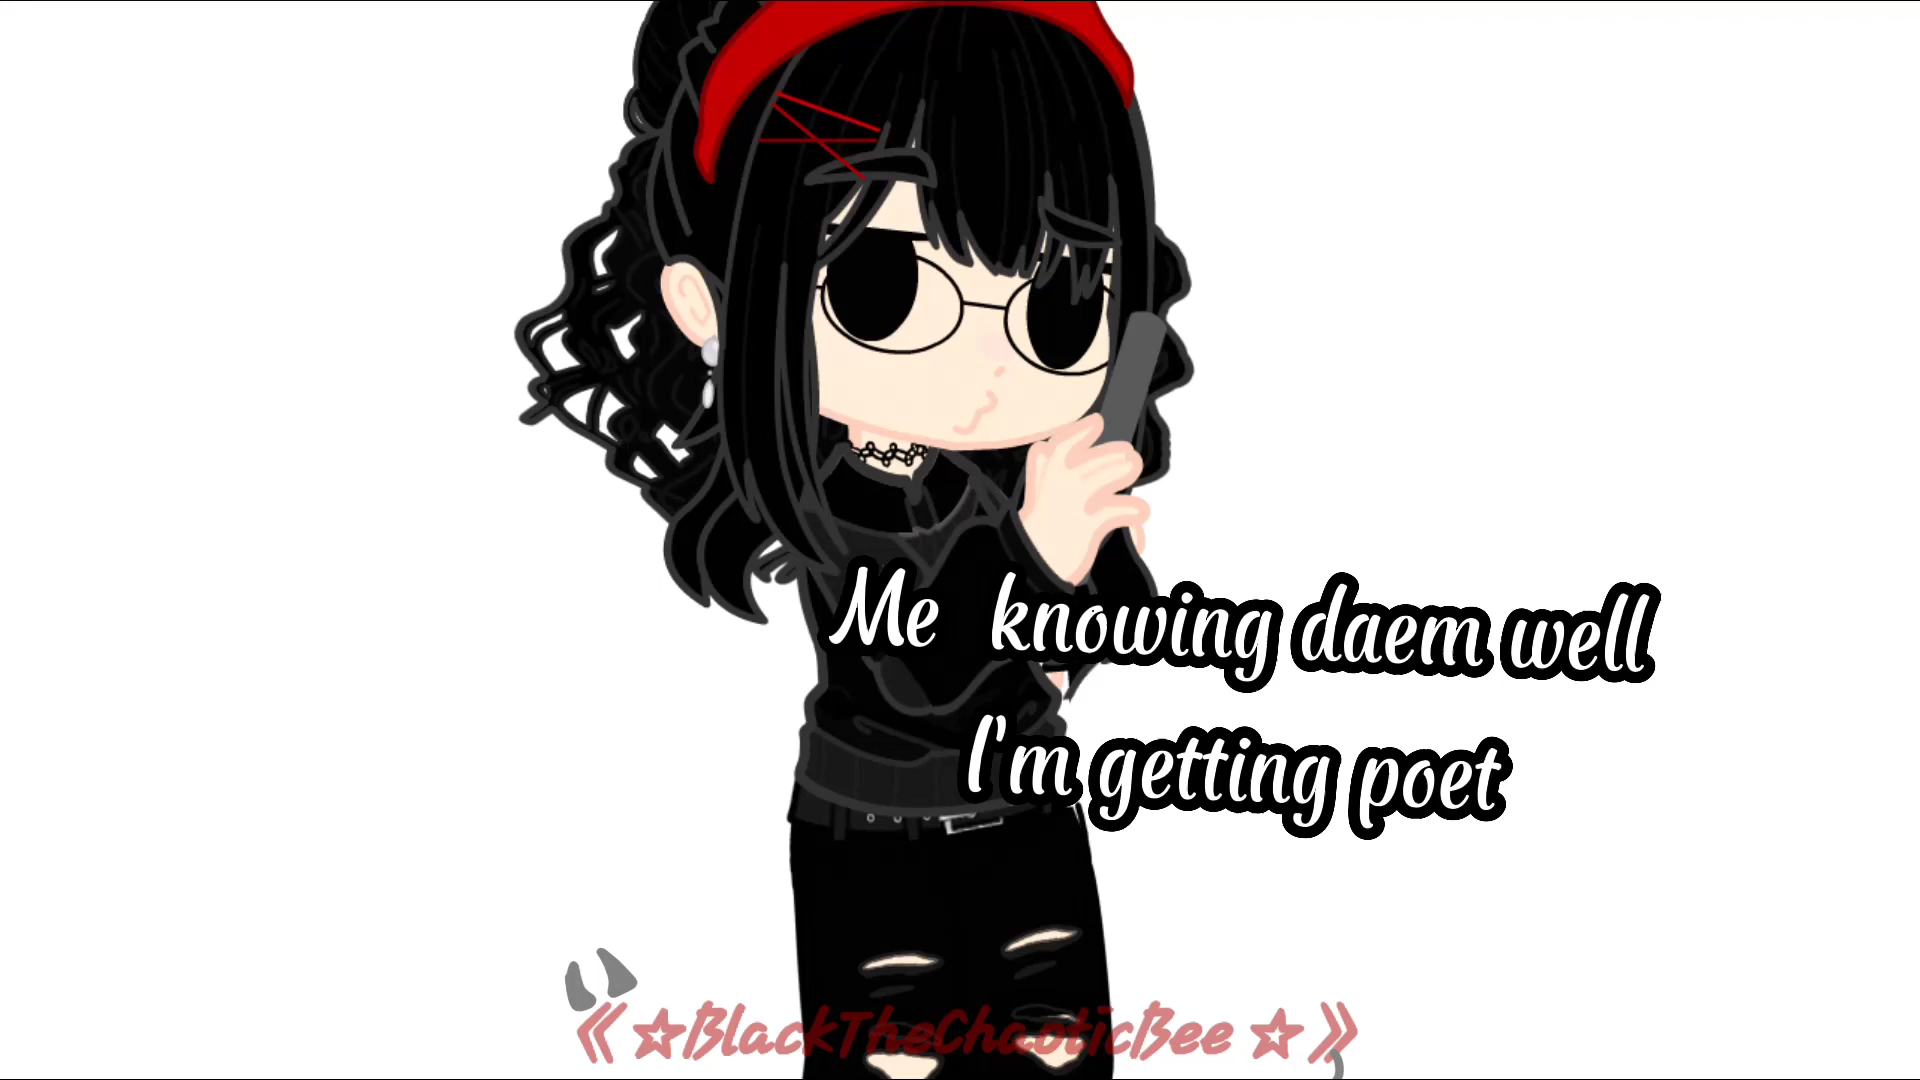 Me knowing daem well
I'm getting poet
《☆BlackTheChaoticBee☆》